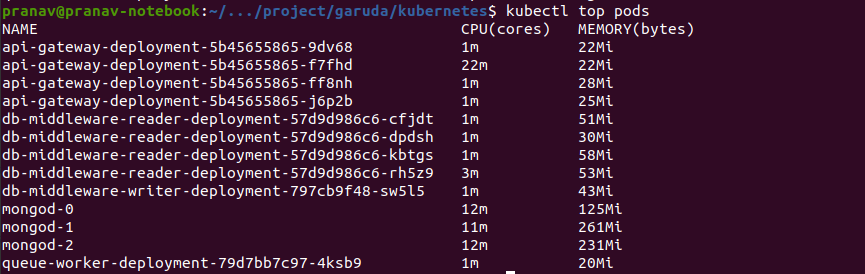 pranav@pranav-notebook:~/.../project/garuda/kubernetes$ kubectl top pods
NAME CPU(cores) MEMORY(bytes)
api-gateway-deployment-5b45655865-9dv68 1m 22Mi
api-gateway-deployment-5b45655865-f7fhd 22m 22Mi
api-gateway-deployment-5b45655865-ff8nh 1m 28Mi
api-gateway-deployment-5b45655865-j6p2b 1m 25Mi
db-middleware-reader-deployment-57d9d986c6-cfjdt 1m 51Mi
db-middleware-reader-deployment-57d9d986c6-dpdsh 1m 30Mi
db-middleware-reader-deployment-57d9d986c6-kbtgs 1m 58Mi
db-middleware-reader-deployment-57d9d986c6-rh5z9 3m 53Mi
db-middleware-writer-deployment-797cb9f48-sw5l5 1m 43Mi
mongod-0 12m 125Mi
mongod-1 11m 261Mi
mongod-2 12m 231Mi
queue-worker-deployment-79d7bb7c97-4ksb9 1m 20Mi